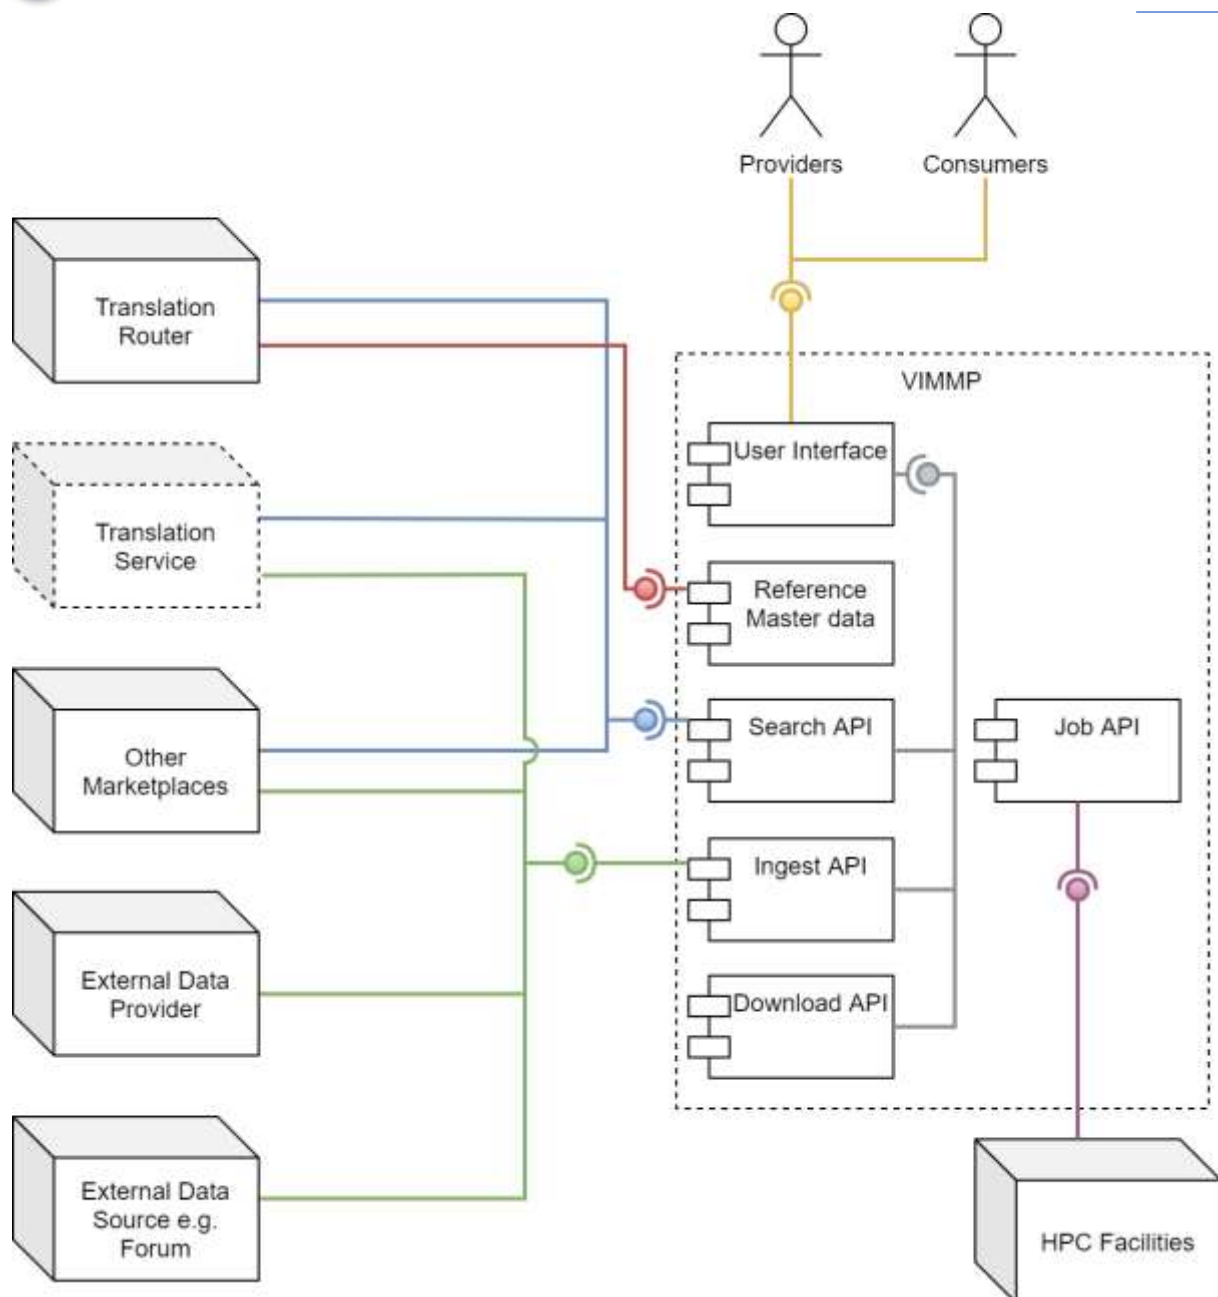 Providers
Consumers
Translation
Router
VIMMP
User Interface
Translation
Service
Reference
Master data
Other
Marketplaces
Search API
Job API
Ingest API
External Data
Provider
Download API
External Data
Source e.g.
Forum
HPC Facilities